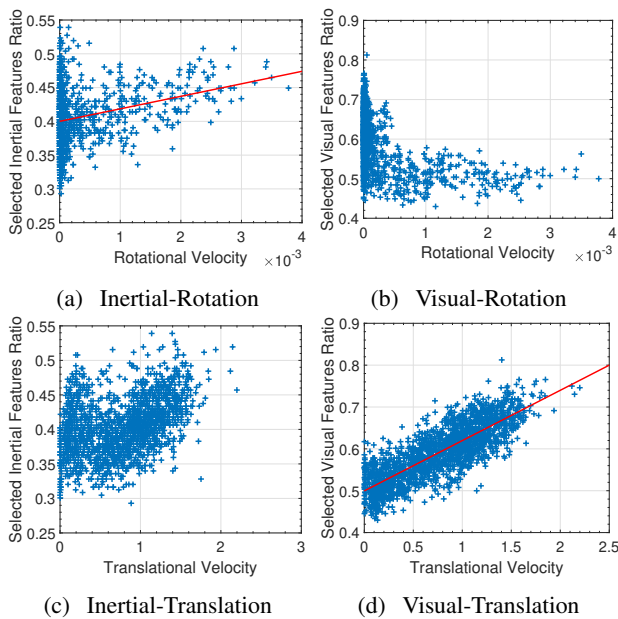 0.55
0.5
0.45
0.4
0.35
0.3
0.25
Selected Inertial Features Ratio
0 1 2 3 4
Rotational Velocity ×10⁻³
(a) Inertial-Rotation
0.9
0.8
0.7
0.6
0.5
0.4
Selected Visual Features Ratio
0 1 2 3 4
Rotational Velocity ×10⁻³
(b) Visual-Rotation
0.55
0.5
0.45
0.4
0.35
0.3
0.25
Selected Inertial Features Ratio
0 1 2 3
Translational Velocity
(c) Inertial-Translation
0.9
0.8
0.7
0.6
0.5
0.4
Selected Visual Features Ratio
0 0.5 1 1.5 2 2.5
Translational Velocity
(d) Visual-Translation